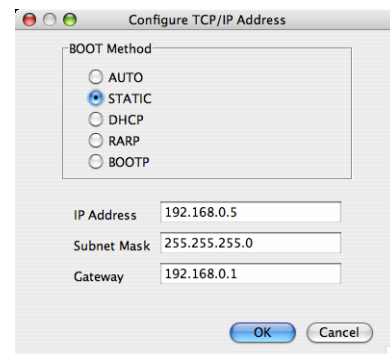 Configure TCP/IP Address
BOOT Method
AUTO
STATIC
DHCP
RARP
BOOTP
IP Address 192.168.0.5
Subnet Mask 255.255.255.0
Gateway 192.168.0.1
OK Cancel